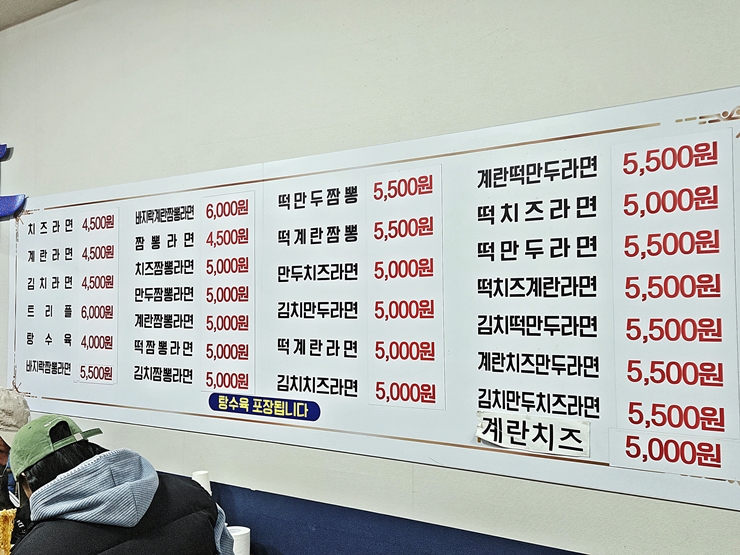 치즈라면 4,500원
계란라면 4,500원
김치라면 4,500원
트리플 6,000원
탕수육 4,000원
바지락짬뽕라면 5,500원
바지락계란짬뽕라면 6,000원
짬뽕라면 4,500원
치즈짬뽕라면 5,000원
만두짬뽕라면 5,000원
계란짬뽕라면 5,000원
떡짬뽕라면 5,000원
김치짬뽕라면 5,000원
떡만두짬뽕 5,500원
떡계란짬뽕 5,500원
만두치즈라면 5,000원
김치만두라면 5,000원
떡계란라면 5,000원
김치치즈라면 5,000원
탕수육 포장됩니다
계란떡만두라면 5,500원
떡치즈라면 5,000원
떡만두라면 5,500원
떡치즈계란라면 5,500원
김치떡만두라면 5,500원
계란치즈만두라면 5,500원
김치만두치즈라면 5,500원
계란치즈 5,000원